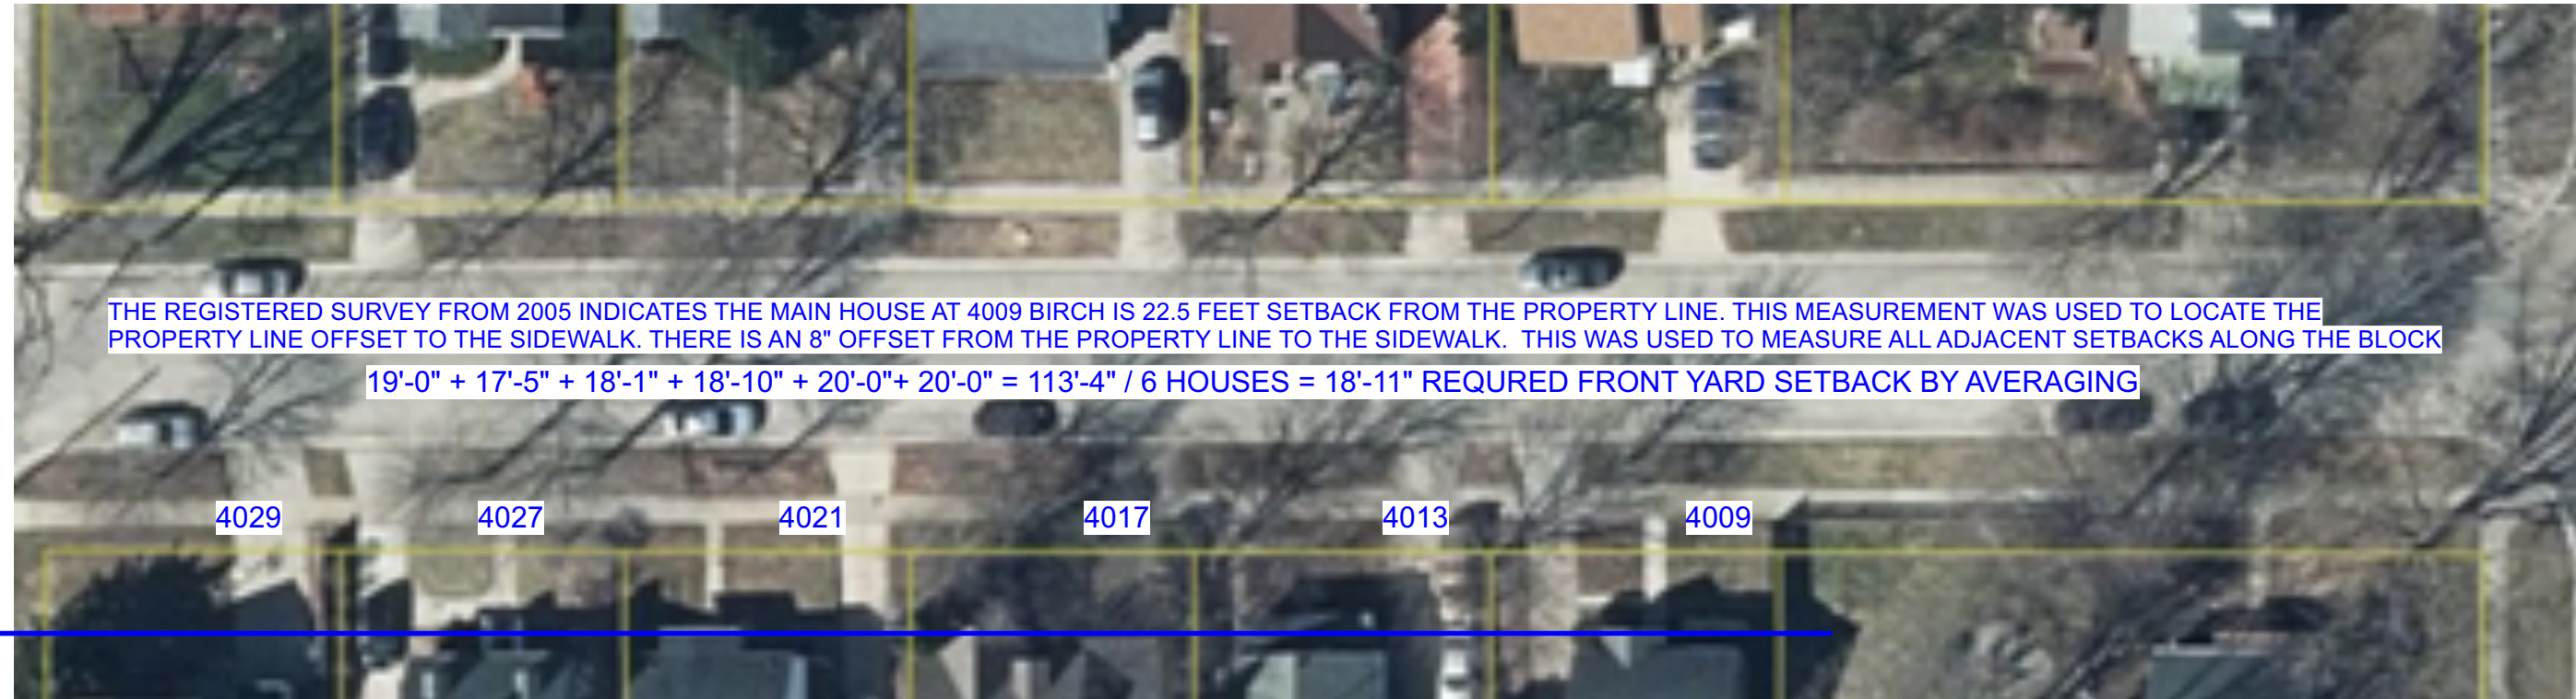 THE REGISTERED SURVEY FROM 2005 INDICATES THE MAIN HOUSE AT 4009 BIRCH IS 22.5 FEET SETBACK FROM THE PROPERTY LINE. THIS MEASUREMENT WAS USED TO LOCATE THE
PROPERTY LINE OFFSET TO THE SIDEWALK. THERE IS AN 8" OFFSET FROM THE PROPERTY LINE TO THE SIDEWALK.  THIS WAS USED TO MEASURE ALL ADJACENT SETBACKS ALONG THE BLOCK
19'-0" + 17'-5" + 18'-1" + 18'-10" + 20'-0"+ 20'-0" = 113'-4" / 6 HOUSES = 18'-11" REQURED FRONT YARD SETBACK BY AVERAGING
4029 4027 4021 4017 4013 4009